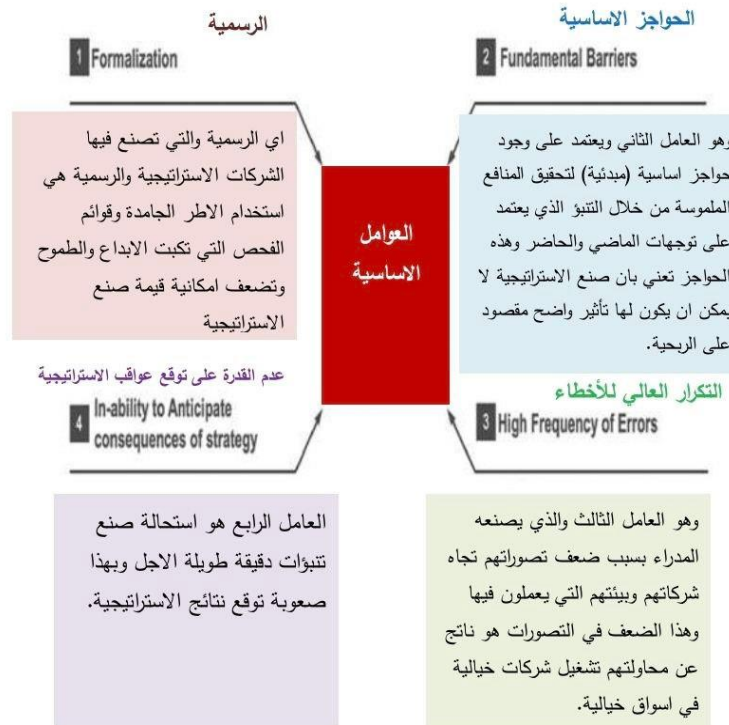 الرسمية
1 Formalization
اي الرسمية والتي تصنع فيها
الشركات الاستراتيجية والرسمية هي
استخدام الاطر الجامدة وقوائم
الفحص التي تكبت الابداع والطموح
وتضعف امكانية قيمة صنع
الاستراتيجية
الحواجز الاساسية
2 Fundamental Barriers
وهو العامل الثاني ويعتمد على وجود
حواجز اساسية (مبدئية) لتحقيق المنافع
الملموسة من خلال التنبؤ الذي يعتمد
على توجهات الماضي والحاضر وهذه
الحواجز تعني بان صنع الاستراتيجية لا
يمكن ان يكون لها تأثير واضح مقصود
على الربحية.
العوامل
الاساسية
التكرار العالي للأخطاء
3 High Frequency of Errors
وهو العامل الثالث والذي يصنعه
المدراء بسبب ضعف تصوراتهم تجاه
شركاتهم وبيئتهم التي يعملون فيها
وهذا الضعف في التصورات هو ناتج
عن محاولتهم تشغيل شركات خيالية
في اسواق خيالية.
عدم القدرة على توقع عواقب الاستراتيجية
4 In-ability to Anticipate
consequences of strategy
العامل الرابع هو استحالة صنع
تنبؤات دقيقة طويلة الاجل وبهذا
صعوبة توقع نتائج الاستراتيجية.